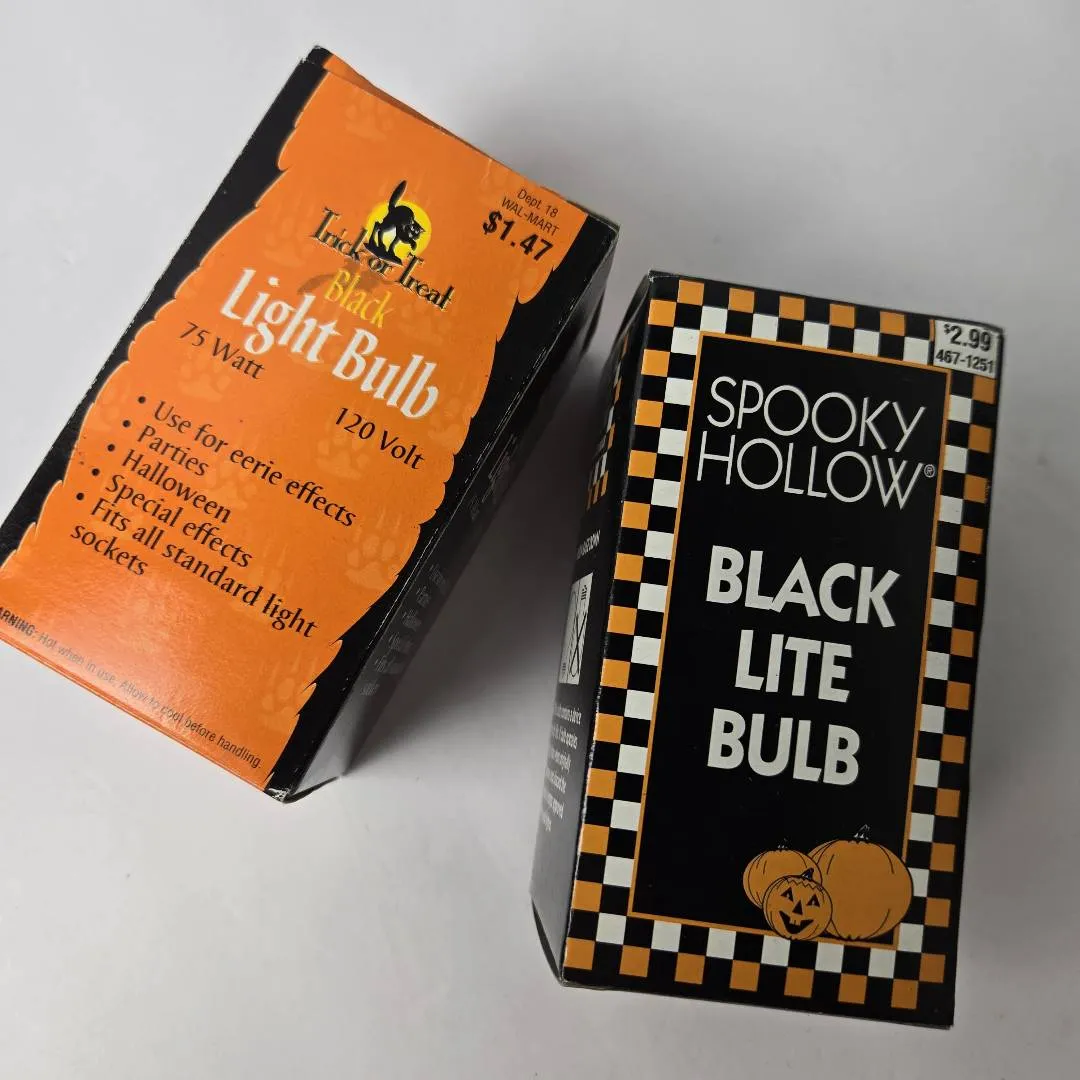 Dept. 18
WAL-MART
$1.47
Trick or Treat
Black
Light Bulb
75 Watt
120 Volt
• Use for eerie effects
• Parties
• Halloween
• Special effects
• Fits all standard light
sockets
WARNING: Hot when in use. Allow to cool before handling.
$2.99
467-1251
SPOOKY
HOLLOW®
BLACK
LITE
BULB